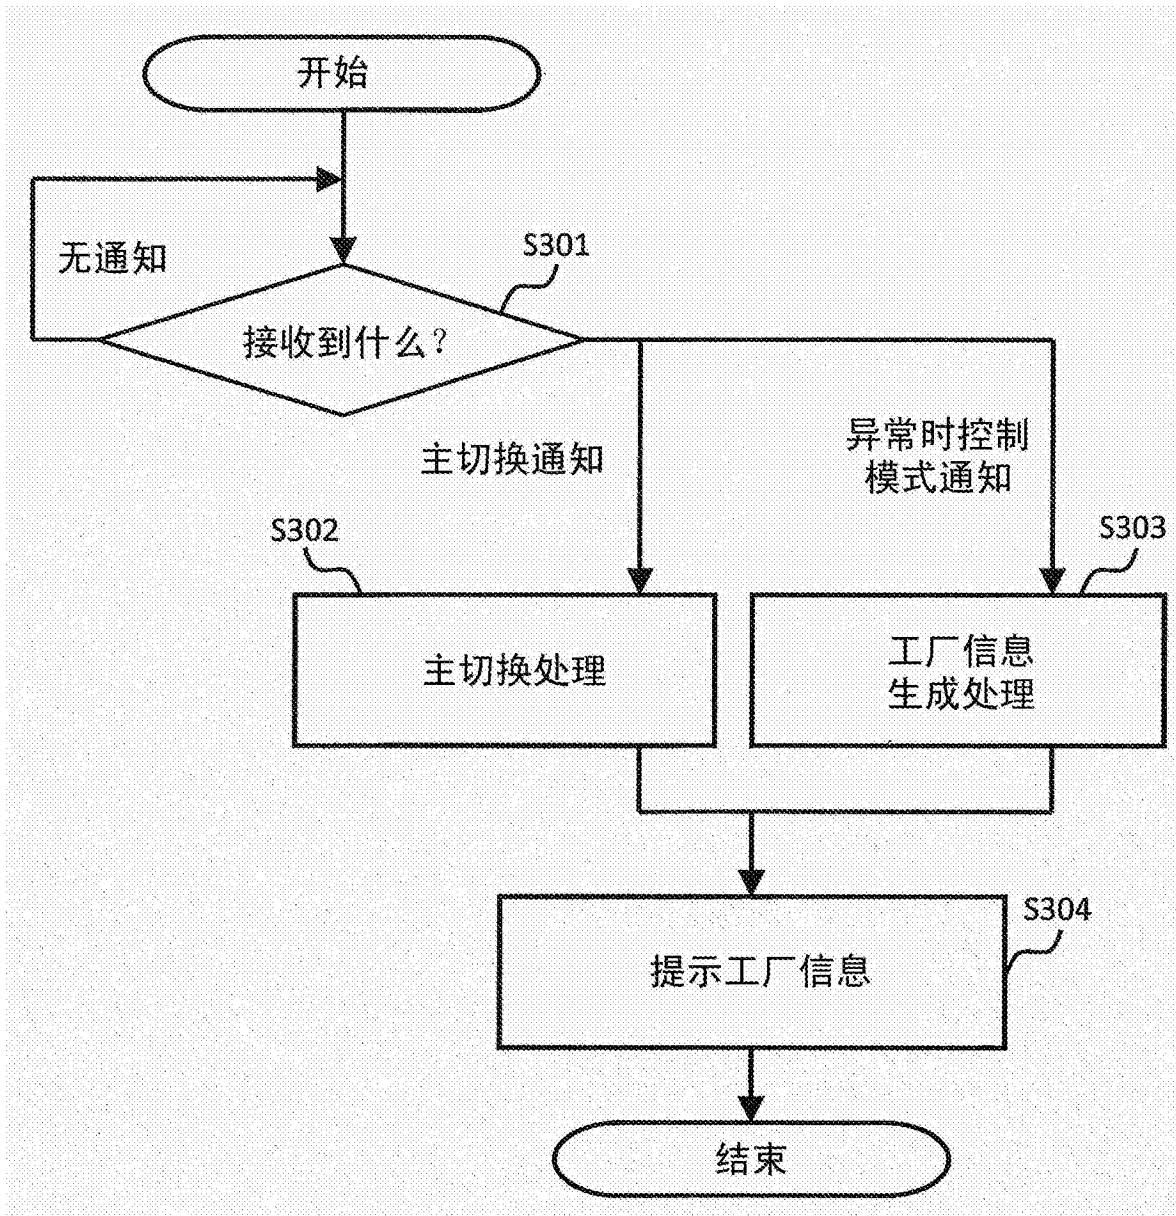 开始
无通知
S301
接收到什么?
主切换通知
异常时控制
模式通知
S302
S303
主切换处理
工厂信息
生成处理
S304
提示工厂信息
结束